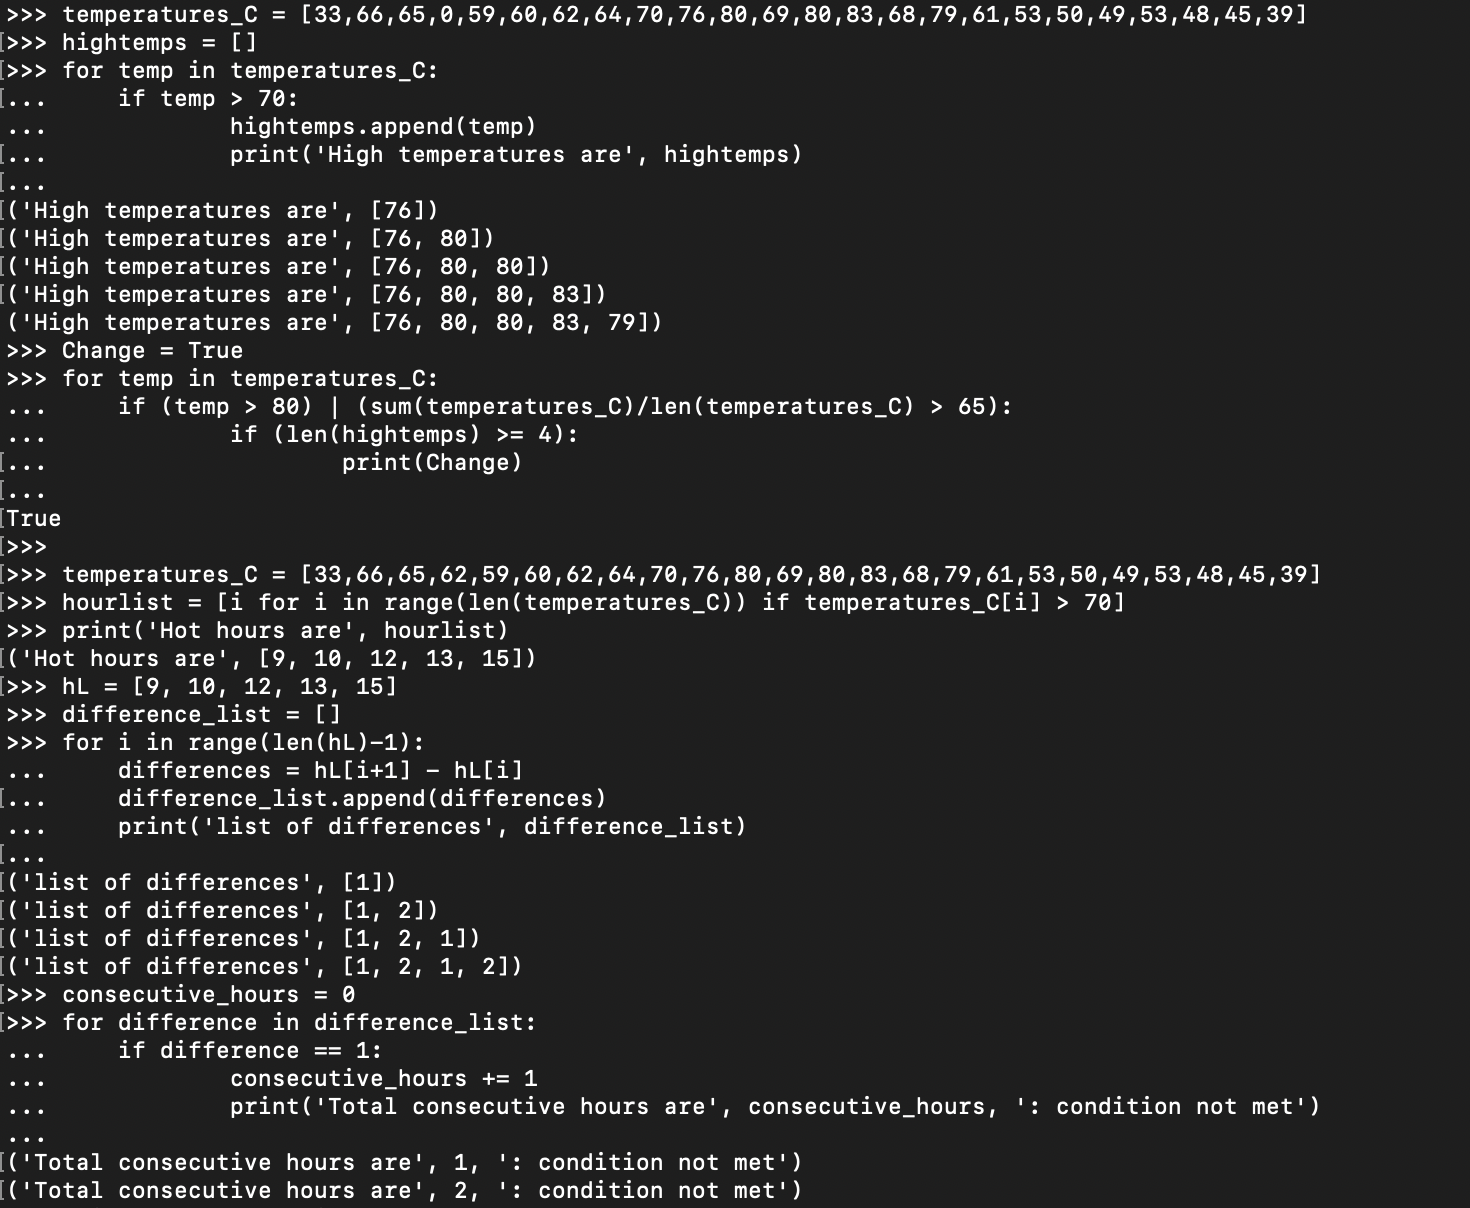 >>> temperatures_C = [33,66,65,0,59,60,62,64,70,76,80,69,80,83,68,79,61,53,50,49,53,48,45,39]
[>>> hightemps = []
[>>> for temp in temperatures_C:
[...     if temp > 70:
...             hightemps.append(temp)
[...             print('High temperatures are', hightemps)
[...
[('High temperatures are', [76])
[('High temperatures are', [76, 80])
[('High temperatures are', [76, 80, 80])
[('High temperatures are', [76, 80, 80, 83])
('High temperatures are', [76, 80, 80, 83, 79])
>>> Change = True
>>> for temp in temperatures_C:
...     if (temp > 80) | (sum(temperatures_C)/len(temperatures_C) > 65):
...             if (len(hightemps) >= 4):
[...                     print(Change)
[...
[True
[>>>
[>>> temperatures_C = [33,66,65,62,59,60,62,64,70,76,80,69,80,83,68,79,61,53,50,49,53,48,45,39]
[>>> hourlist = [i for i in range(len(temperatures_C)) if temperatures_C[i] > 70]
>>> print('Hot hours are', hourlist)
[('Hot hours are', [9, 10, 12, 13, 15])
[>>> hL = [9, 10, 12, 13, 15]
>>> difference_list = []
>>> for i in range(len(hL)-1):
...     differences = hL[i+1] - hL[i]
[...     difference_list.append(differences)
...     print('list of differences', difference_list)
[...
[('list of differences', [1])
[('list of differences', [1, 2])
[('list of differences', [1, 2, 1])
[('list of differences', [1, 2, 1, 2])
[>>> consecutive_hours = 0
[>>> for difference in difference_list:
...     if difference == 1:
...             consecutive_hours += 1
...             print('Total consecutive hours are', consecutive_hours, ': condition not met')
...
[('Total consecutive hours are', 1, ': condition not met')
[('Total consecutive hours are', 2, ': condition not met')